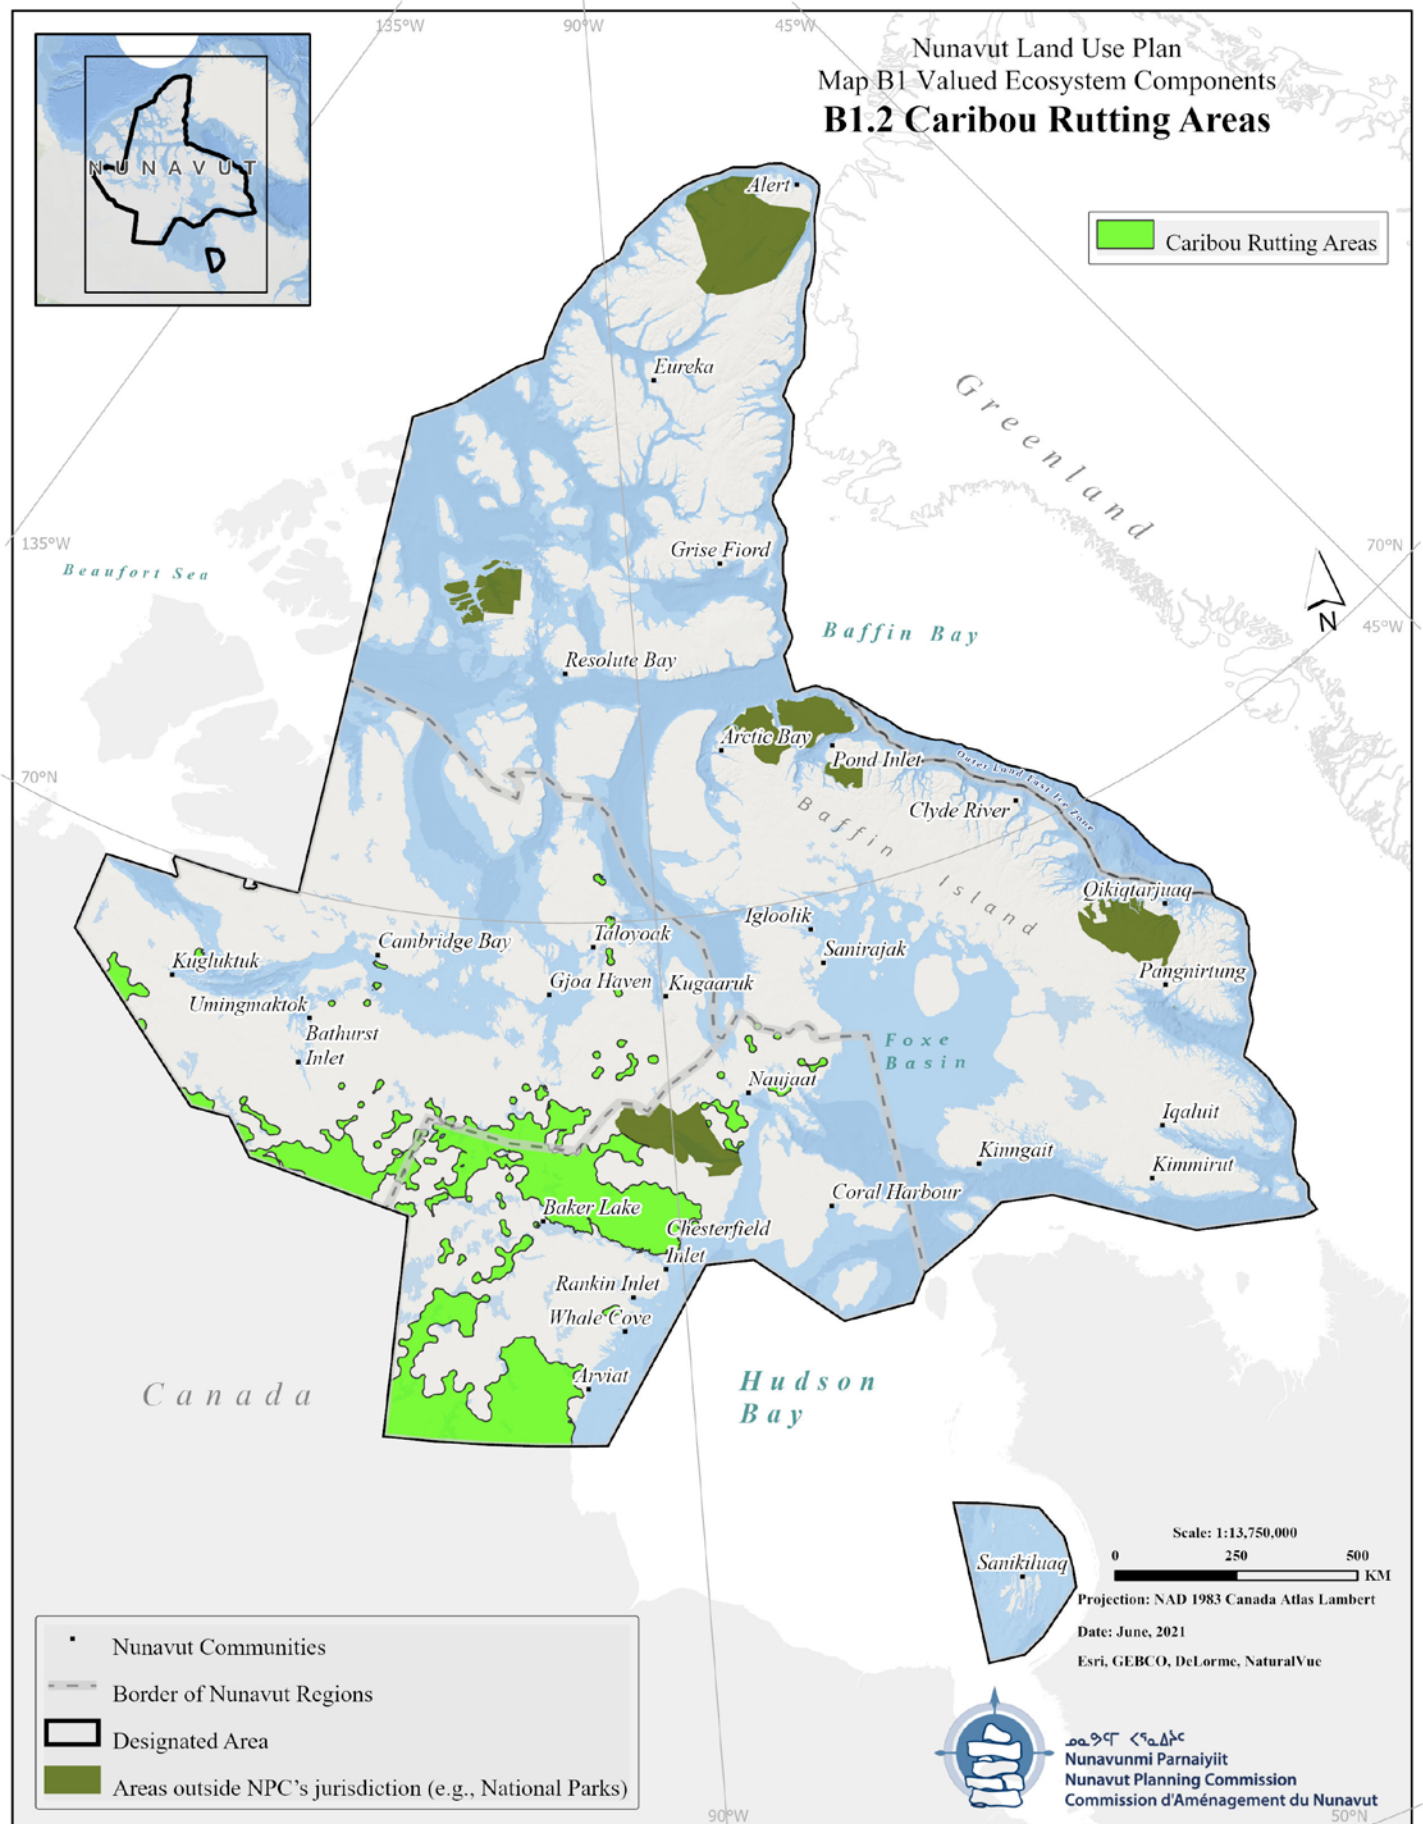 135°W
90°W
45°W
Nunavut Land Use Plan
Map B1 Valued Ecosystem Components
B1.2 Caribou Rutting Areas
NUNAVUT
Caribou Rutting Areas
Alert
Eureka
Greenland
Grise Fiord
135°W
70°N
Beaufort Sea
N
45°W
Baffin Bay
Resolute Bay
Arctic Bay
Pond Inlet
Outer Land Fast Ice Zone
70°N
Clyde River
Baffin
Island
Qikiqtarjuaq
Igloolik
Taloyoak
Cambridge Bay
Sanirajak
Kugluktuk
Pangnirtung
Gjoa Haven
Kugaaruk
Umingmaktok
Bathurst
Inlet
Foxe
Basin
Naujaat
Iqaluit
Kinngait
Kimmirut
Coral Harbour
Baker Lake
Chesterfield
Inlet
Rankin Inlet
Whale Cove
Arviat
Canada
Hudson
Bay
Sanikiluaq
Scale: 1:13,750,000
0 250 500
KM
Projection: NAD 1983 Canada Atlas Lambert
Date: June, 2021
Esri, GEBCO, DeLorme, NaturalVue
Nunavut Communities
Border of Nunavut Regions
Designated Area
Areas outside NPC's jurisdiction (e.g., National Parks)
ᓄᓇᕗᒻᒥ ᐸᕐᓇᐃᔩᑦ
Nunavunmi Parnaiyiit
Nunavut Planning Commission
Commission d'Aménagement du Nunavut
90°W
50°N